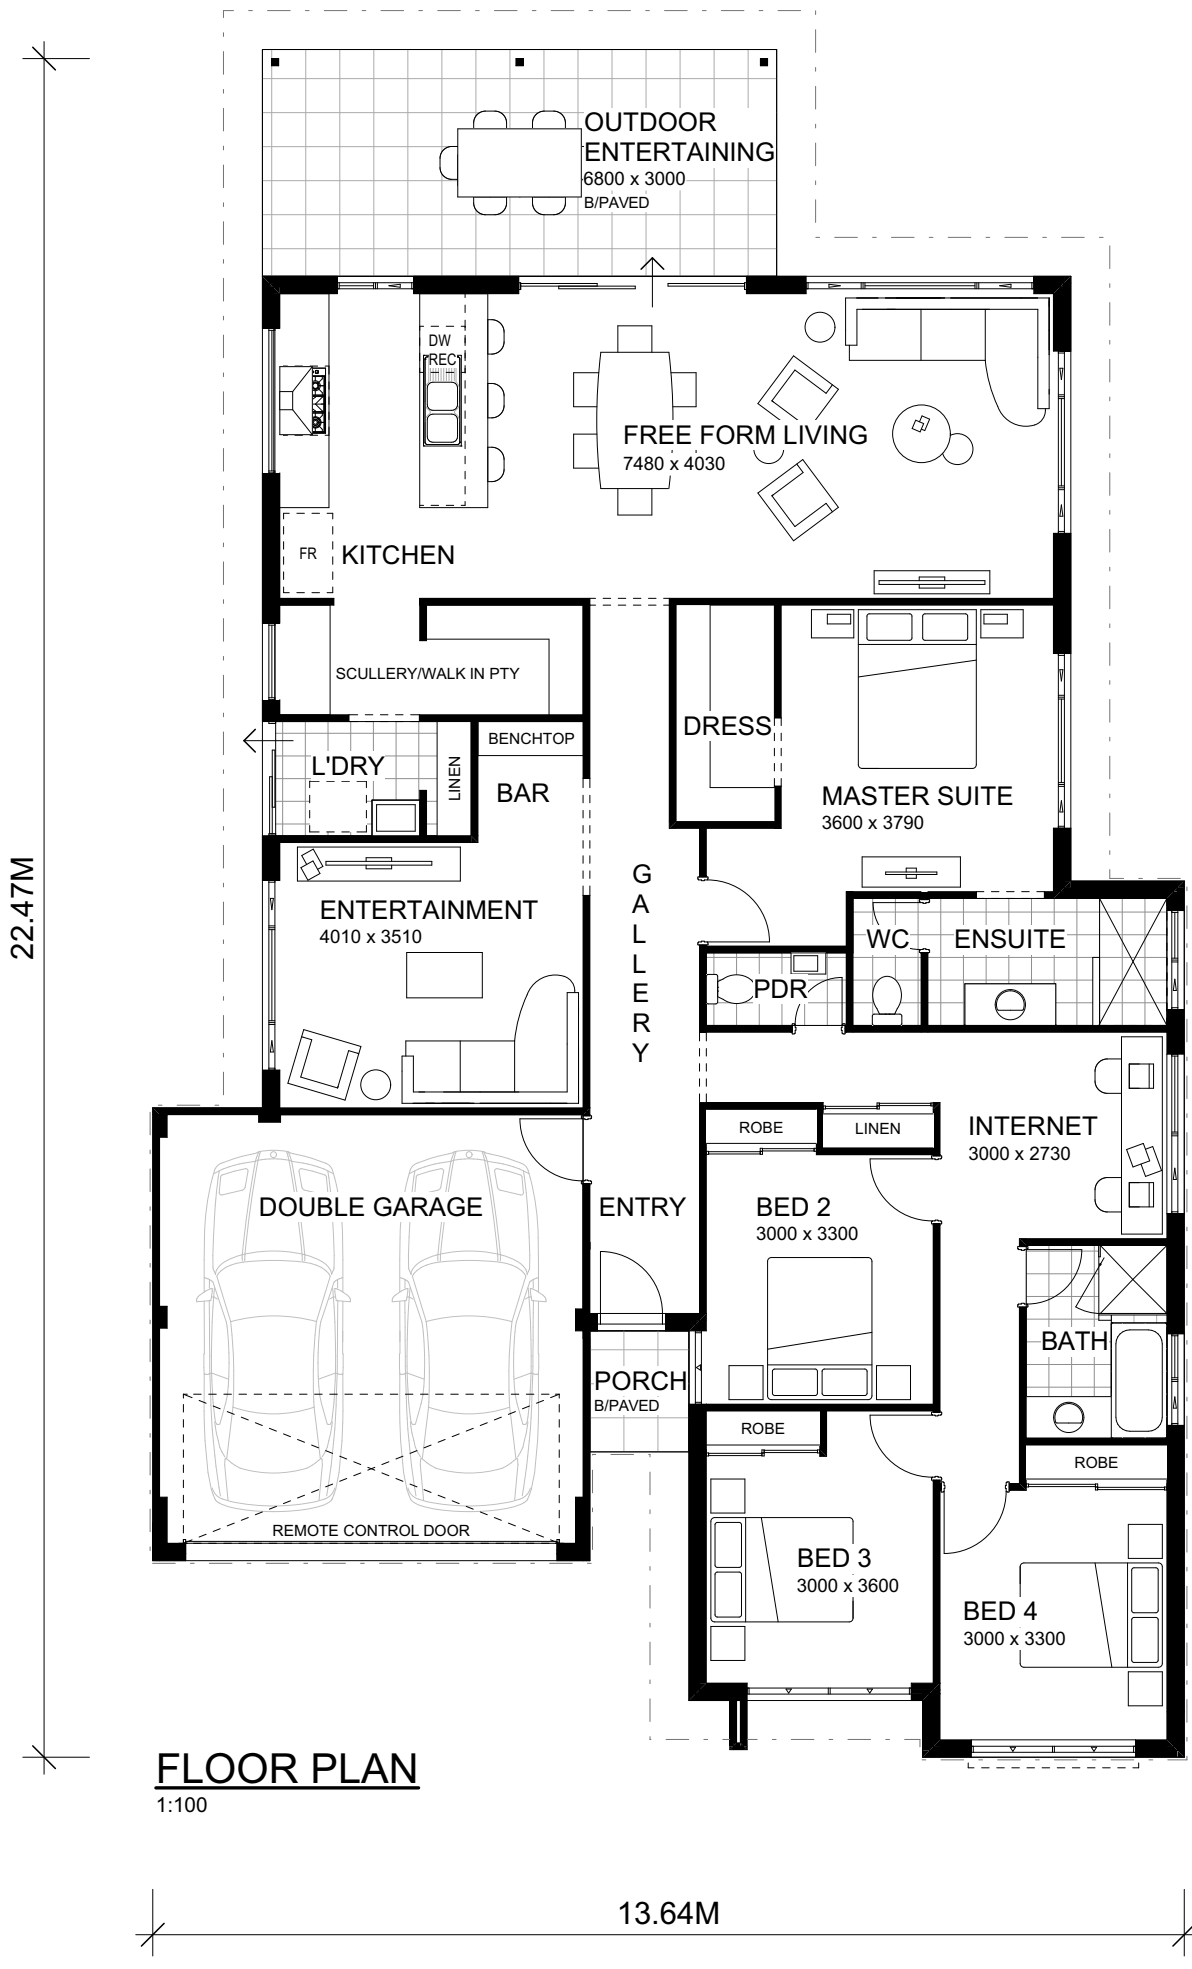 OUTDOOR
ENTERTAINING
6800 x 3000
B/PAVED
DW
REC
FREE FORM LIVING
7480 x 4030
FR
KITCHEN
SCULLERY/WALK IN PTY
DRESS
L'DRY
LINEN
BENCHTOP
BAR
MASTER SUITE
3600 x 3790
22.47M
ENTERTAINMENT
4010 x 3510
G
A
L
L
E
R
Y
WC
ENSUITE
PDR
ROBE
LINEN
INTERNET
3000 x 2730
DOUBLE GARAGE
ENTRY
BED 2
3000 x 3300
BATH
PORCH
B/PAVED
ROBE
ROBE
REMOTE CONTROL DOOR
BED 3
3000 x 3600
BED 4
3000 x 3300
FLOOR PLAN
1:100
13.64M